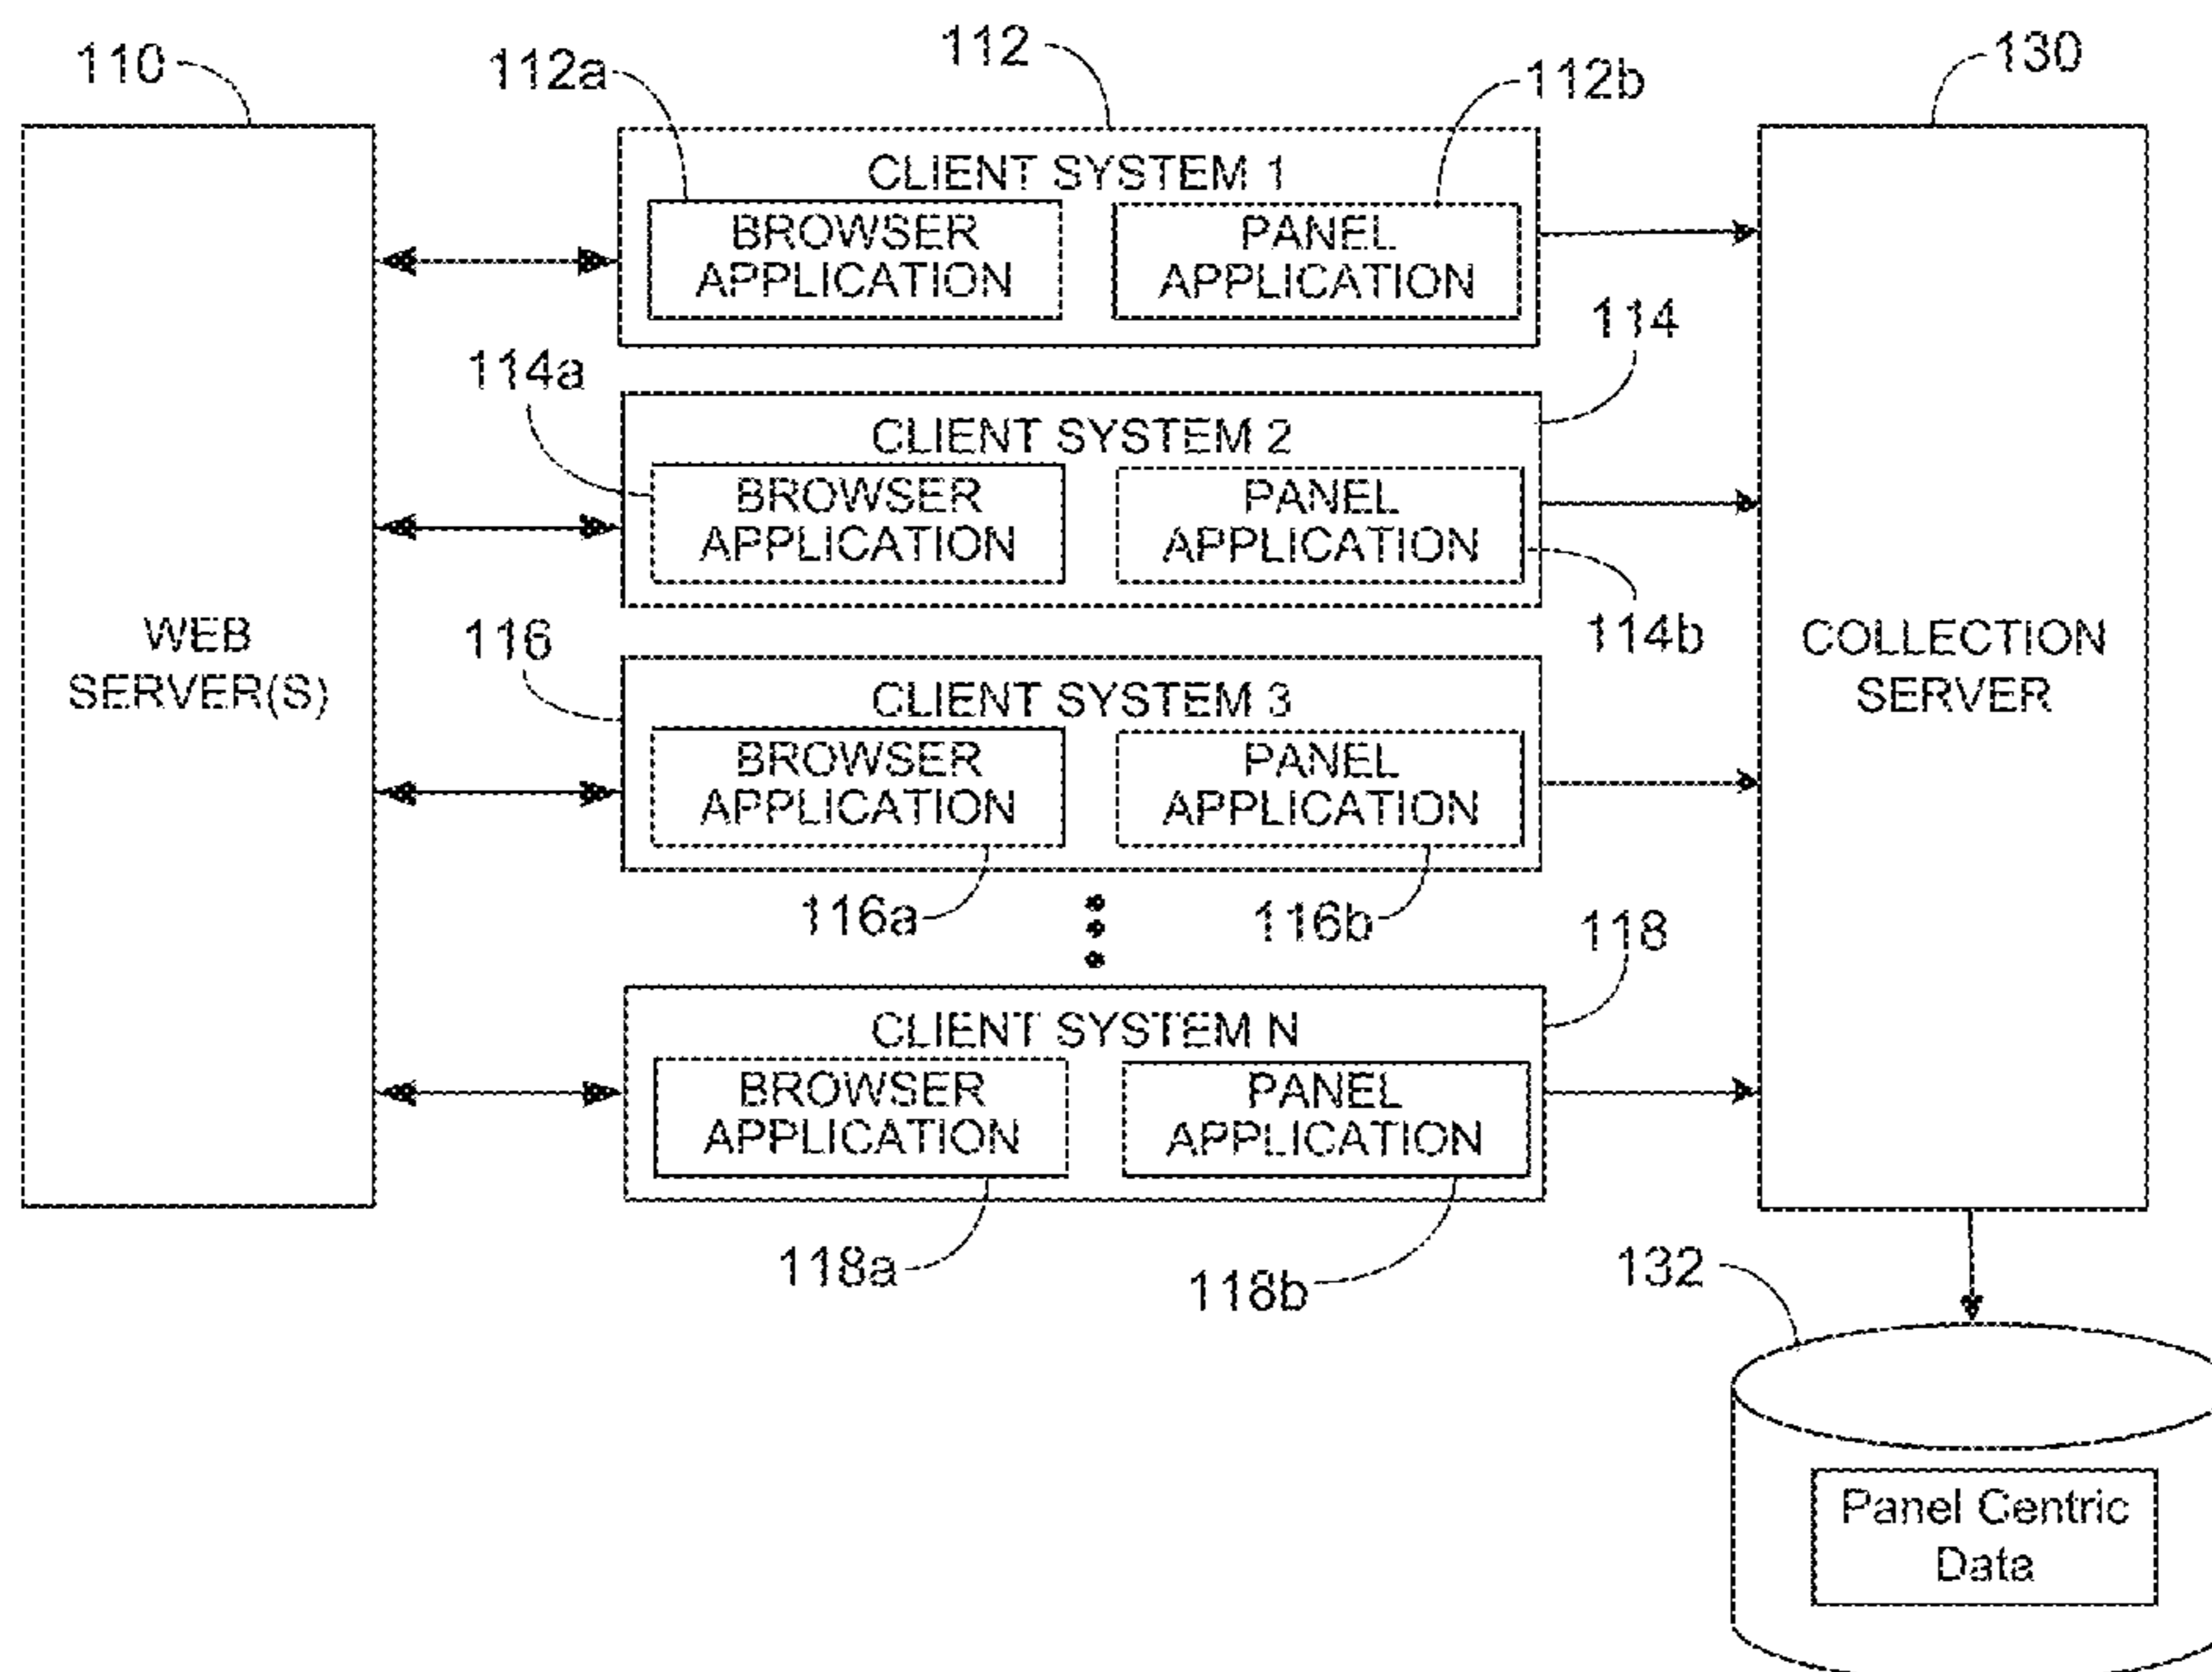 110
112a
112
112b
130
CLIENT SYSTEM 1
BROWSER
APPLICATION
PANEL
APPLICATION
114
114a
CLIENT SYSTEM 2
BROWSER
APPLICATION
PANEL
APPLICATION
114b
WEB
SERVER(S)
COLLECTION
SERVER
116
CLIENT SYSTEM 3
BROWSER
APPLICATION
PANEL
APPLICATION
116a
116b
118
CLIENT SYSTEM N
BROWSER
APPLICATION
PANEL
APPLICATION
118a
118b
132
Panel Centric
Data